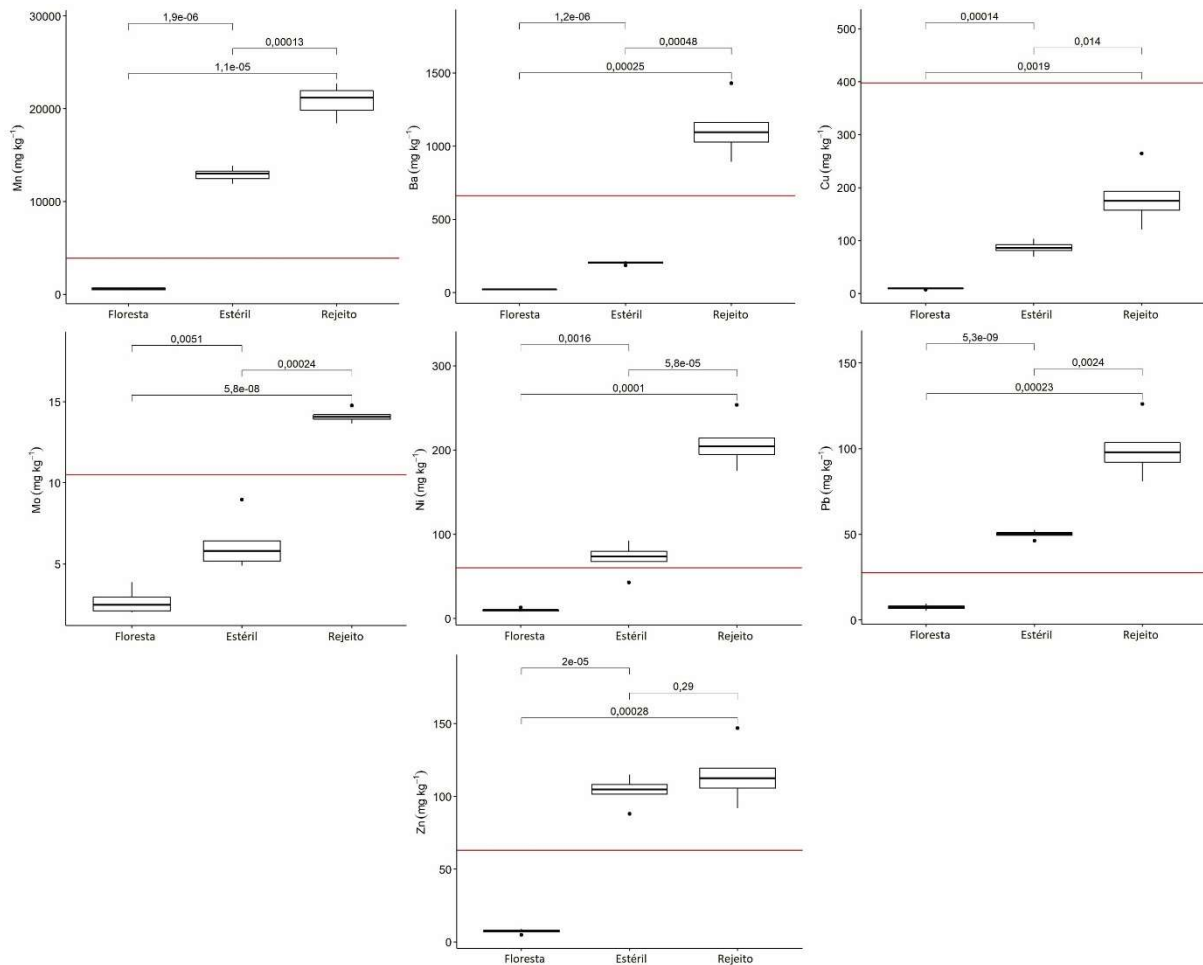 1,9e-06
0,00013
1,1e-05
30000
20000
10000
0
Mn (mg kg⁻¹)
Floresta Estéril Rejeito
1,2e-06
0,00048
0,00025
1500
1000
500
0
Ba (mg kg⁻¹)
Floresta Estéril Rejeito
0,00014
0,014
0,0019
500
400
300
200
100
0
Cu (mg kg⁻¹)
Floresta Estéril Rejeito
0,0051
0,00024
5,8e-08
15
10
5
Mo (mg kg⁻¹)
Floresta Estéril Rejeito
0,0016
5,8e-05
0,0001
300
200
100
0
Ni (mg kg⁻¹)
Floresta Estéril Rejeito
5,3e-09
0,0024
0,00023
150
100
50
0
Pb (mg kg⁻¹)
Floresta Estéril Rejeito
2e-05
0,29
0,00028
150
100
50
0
Zn (mg kg⁻¹)
Floresta Estéril Rejeito